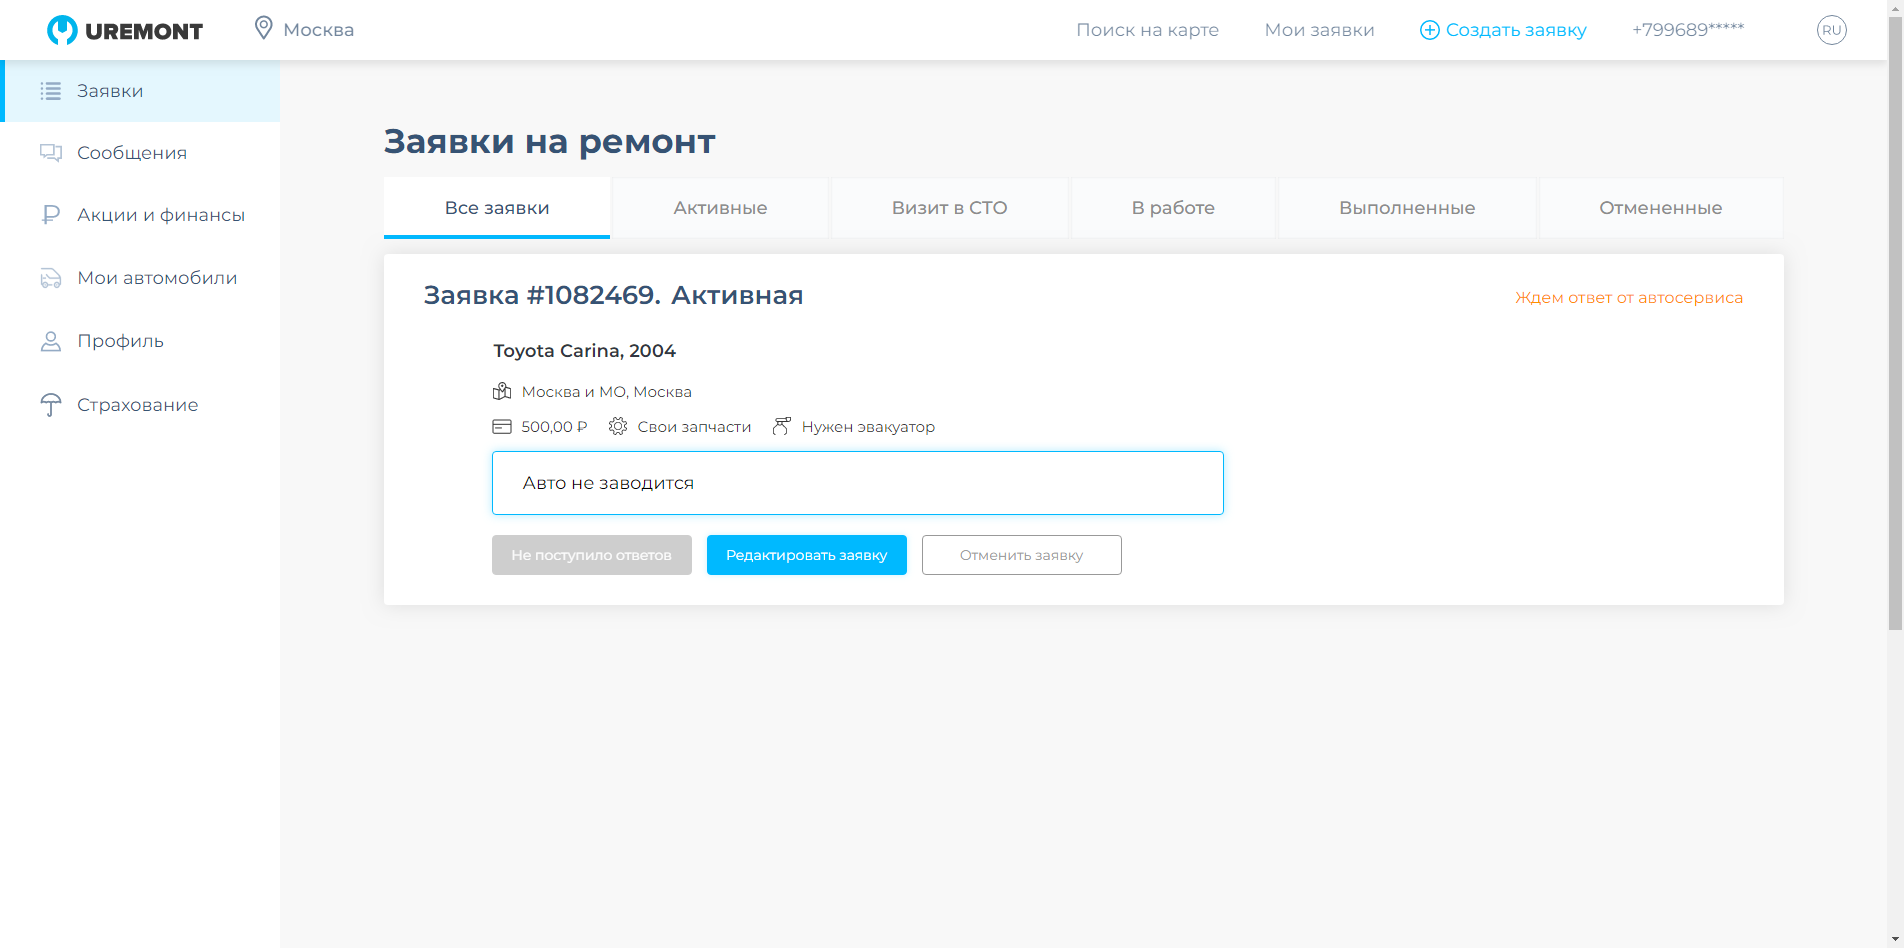 UREMONT
Москва
Поиск на карте
Мои заявки
Создать заявку
+799689*****
RU
Заявки
Сообщения
Акции и финансы
Мои автомобили
Профиль
Страхование
Заявки на ремонт
Все заявки
Активные
Визит в СТО
В работе
Выполненные
Отмененные
Заявка #1082469. Активная
Ждем ответ от автосервиса
Toyota Carina, 2004
Москва и МО, Москва
500,00 ₽
Свои запчасти
Нужен эвакуатор
Авто не заводится
Не поступило ответов
Редактировать заявку
Отменить заявку